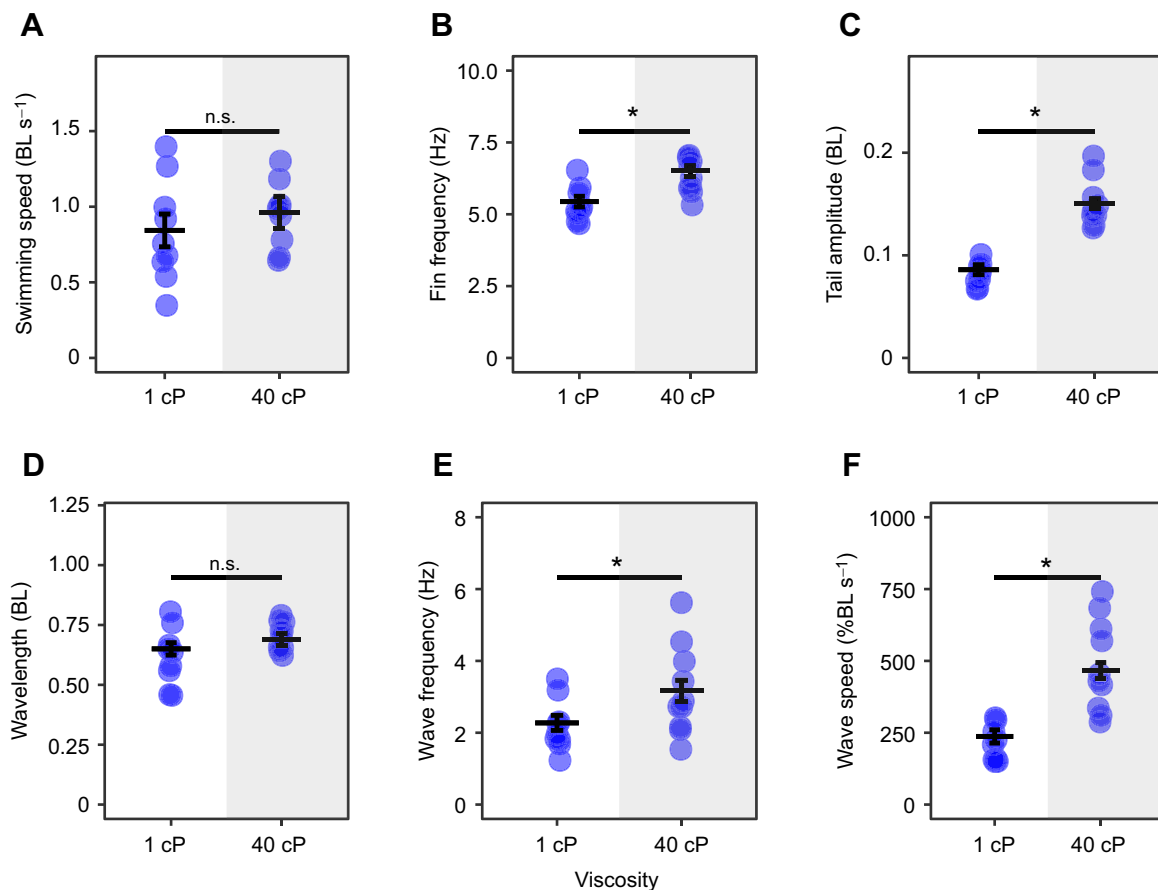 A
Swimming speed (BL s−1)
1.5
1.0
0.5
0
n.s.
1 cP
40 cP
B
Fin frequency (Hz)
10.0
7.5
5.0
2.5
0
*
1 cP
40 cP
C
Tail amplitude (BL)
0.2
0.1
0
*
1 cP
40 cP
D
Wavelength (BL)
1.25
1.00
0.75
0.50
0.25
0
n.s.
1 cP
40 cP
E
Wave frequency (Hz)
8
6
4
2
0
*
1 cP
40 cP
F
Wave speed (%BL s−1)
1000
750
500
250
0
*
1 cP
40 cP
Viscosity